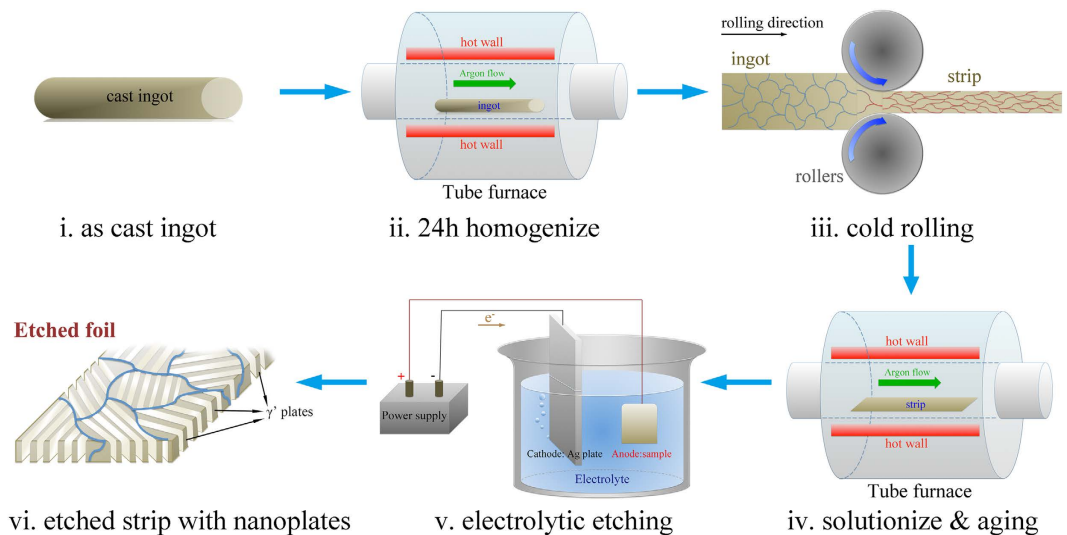 cast ingot
i. as cast ingot
hot wall
Argon flow
ingot
hot wall
Tube furnace
ii. 24h homogenize
rolling direction
ingot
strip
rollers
iii. cold rolling
hot wall
Argon flow
strip
hot wall
Tube furnace
iv. solutionize & aging
e-
+
-
Power supply
Cathode: Ag plate
Anode:sample
Electrolyte
v. electrolytic etching
Etched foil
γ' plates
vi. etched strip with nanoplates